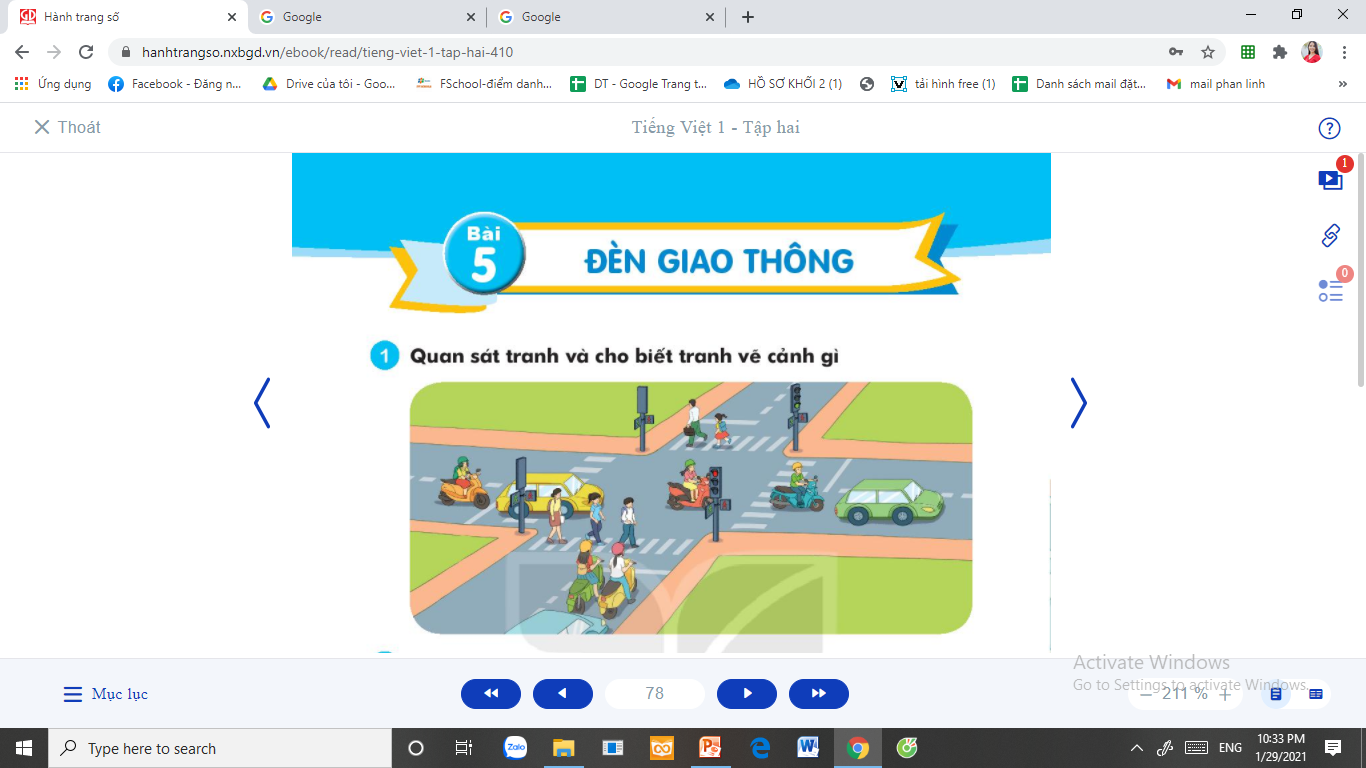 Hành trang số
Google
Google
hanhtrangso.nxbgd.vn/ebook/read/tieng-viet-1-tap-hai-410
Ứng dụng Facebook - Đăng n... Drive của tôi - Goo... FSchool-điểm danh... DT - Google Trang t... HỒ SƠ KHỐI 2 (1) tải hình free (1) Danh sách mail đặt... mail phan linh »
Thoát
Tiếng Việt 1 - Tập hai
1
0
Bài
5
ĐÈN GIAO THÔNG
1 Quan sát tranh và cho biết tranh vẽ cảnh gì
Activate Windows
Go to Settings to activate Windows.
Mục lục
78
211 %
Type here to search
Zalo
ENG
10:33 PM
1/29/2021